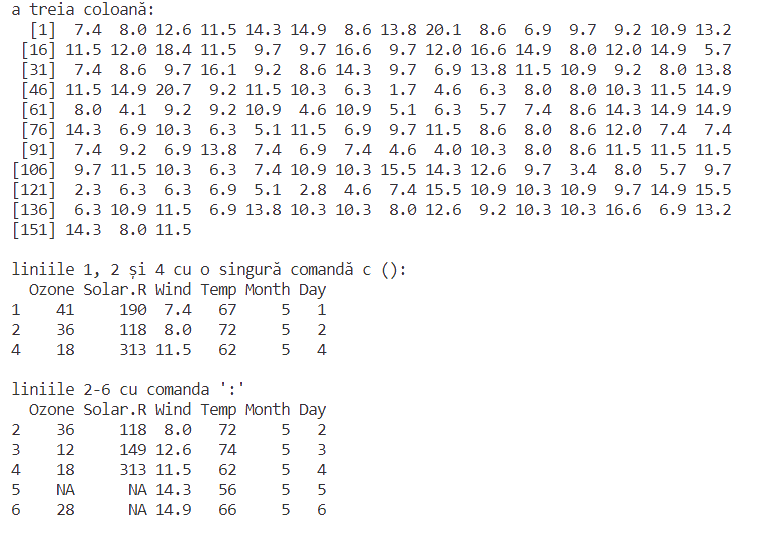 a treia coloană:
  [1]  7.4  8.0 12.6 11.5 14.3 14.9  8.6 13.8 20.1  8.6  6.9  9.7  9.2 10.9 13.2
 [16] 11.5 12.0 18.4 11.5  9.7  9.7 16.6  9.7 12.0 16.6 14.9  8.0 12.0 14.9  5.7
 [31]  7.4  8.6  9.7 16.1  9.2  8.6 14.3  9.7  6.9 13.8 11.5 10.9  9.2  8.0 13.8
 [46] 11.5 14.9 20.7  9.2 11.5 10.3  6.3  1.7  4.6  6.3  8.0  8.0 10.3 11.5 14.9
 [61]  8.0  4.1  9.2  9.2 10.9  4.6 10.9  5.1  6.3  5.7  7.4  8.6 14.3 14.9 14.9
 [76] 14.3  6.9 10.3  6.3  5.1 11.5  6.9  9.7 11.5  8.6  8.0  8.6 12.0  7.4  7.4
 [91]  7.4  9.2  6.9 13.8  7.4  6.9  7.4  4.6  4.0 10.3  8.0  8.6 11.5 11.5 11.5
[106]  9.7 11.5 10.3  6.3  7.4 10.9 10.3 15.5 14.3 12.6  9.7  3.4  8.0  5.7  9.7
[121]  2.3  6.3  6.3  6.9  5.1  2.8  4.6  7.4 15.5 10.9 10.3 10.9  9.7 14.9 15.5
[136]  6.3 10.9 11.5  6.9 13.8 10.3 10.3  8.0 12.6  9.2 10.3 10.3 16.6  6.9 13.2
[151] 14.3  8.0 11.5

liniile 1, 2 și 4 cu o singură comandă c ():
  Ozone Solar.R Wind Temp Month Day
1    41     190  7.4   67     5   1
2    36     118  8.0   72     5   2
4    18     313 11.5   62     5   4

liniile 2-6 cu comanda ':'
  Ozone Solar.R Wind Temp Month Day
2    36     118  8.0   72     5   2
3    12     149 12.6   74     5   3
4    18     313 11.5   62     5   4
5    NA      NA 14.3   56     5   5
6    28      NA 14.9   66     5   6